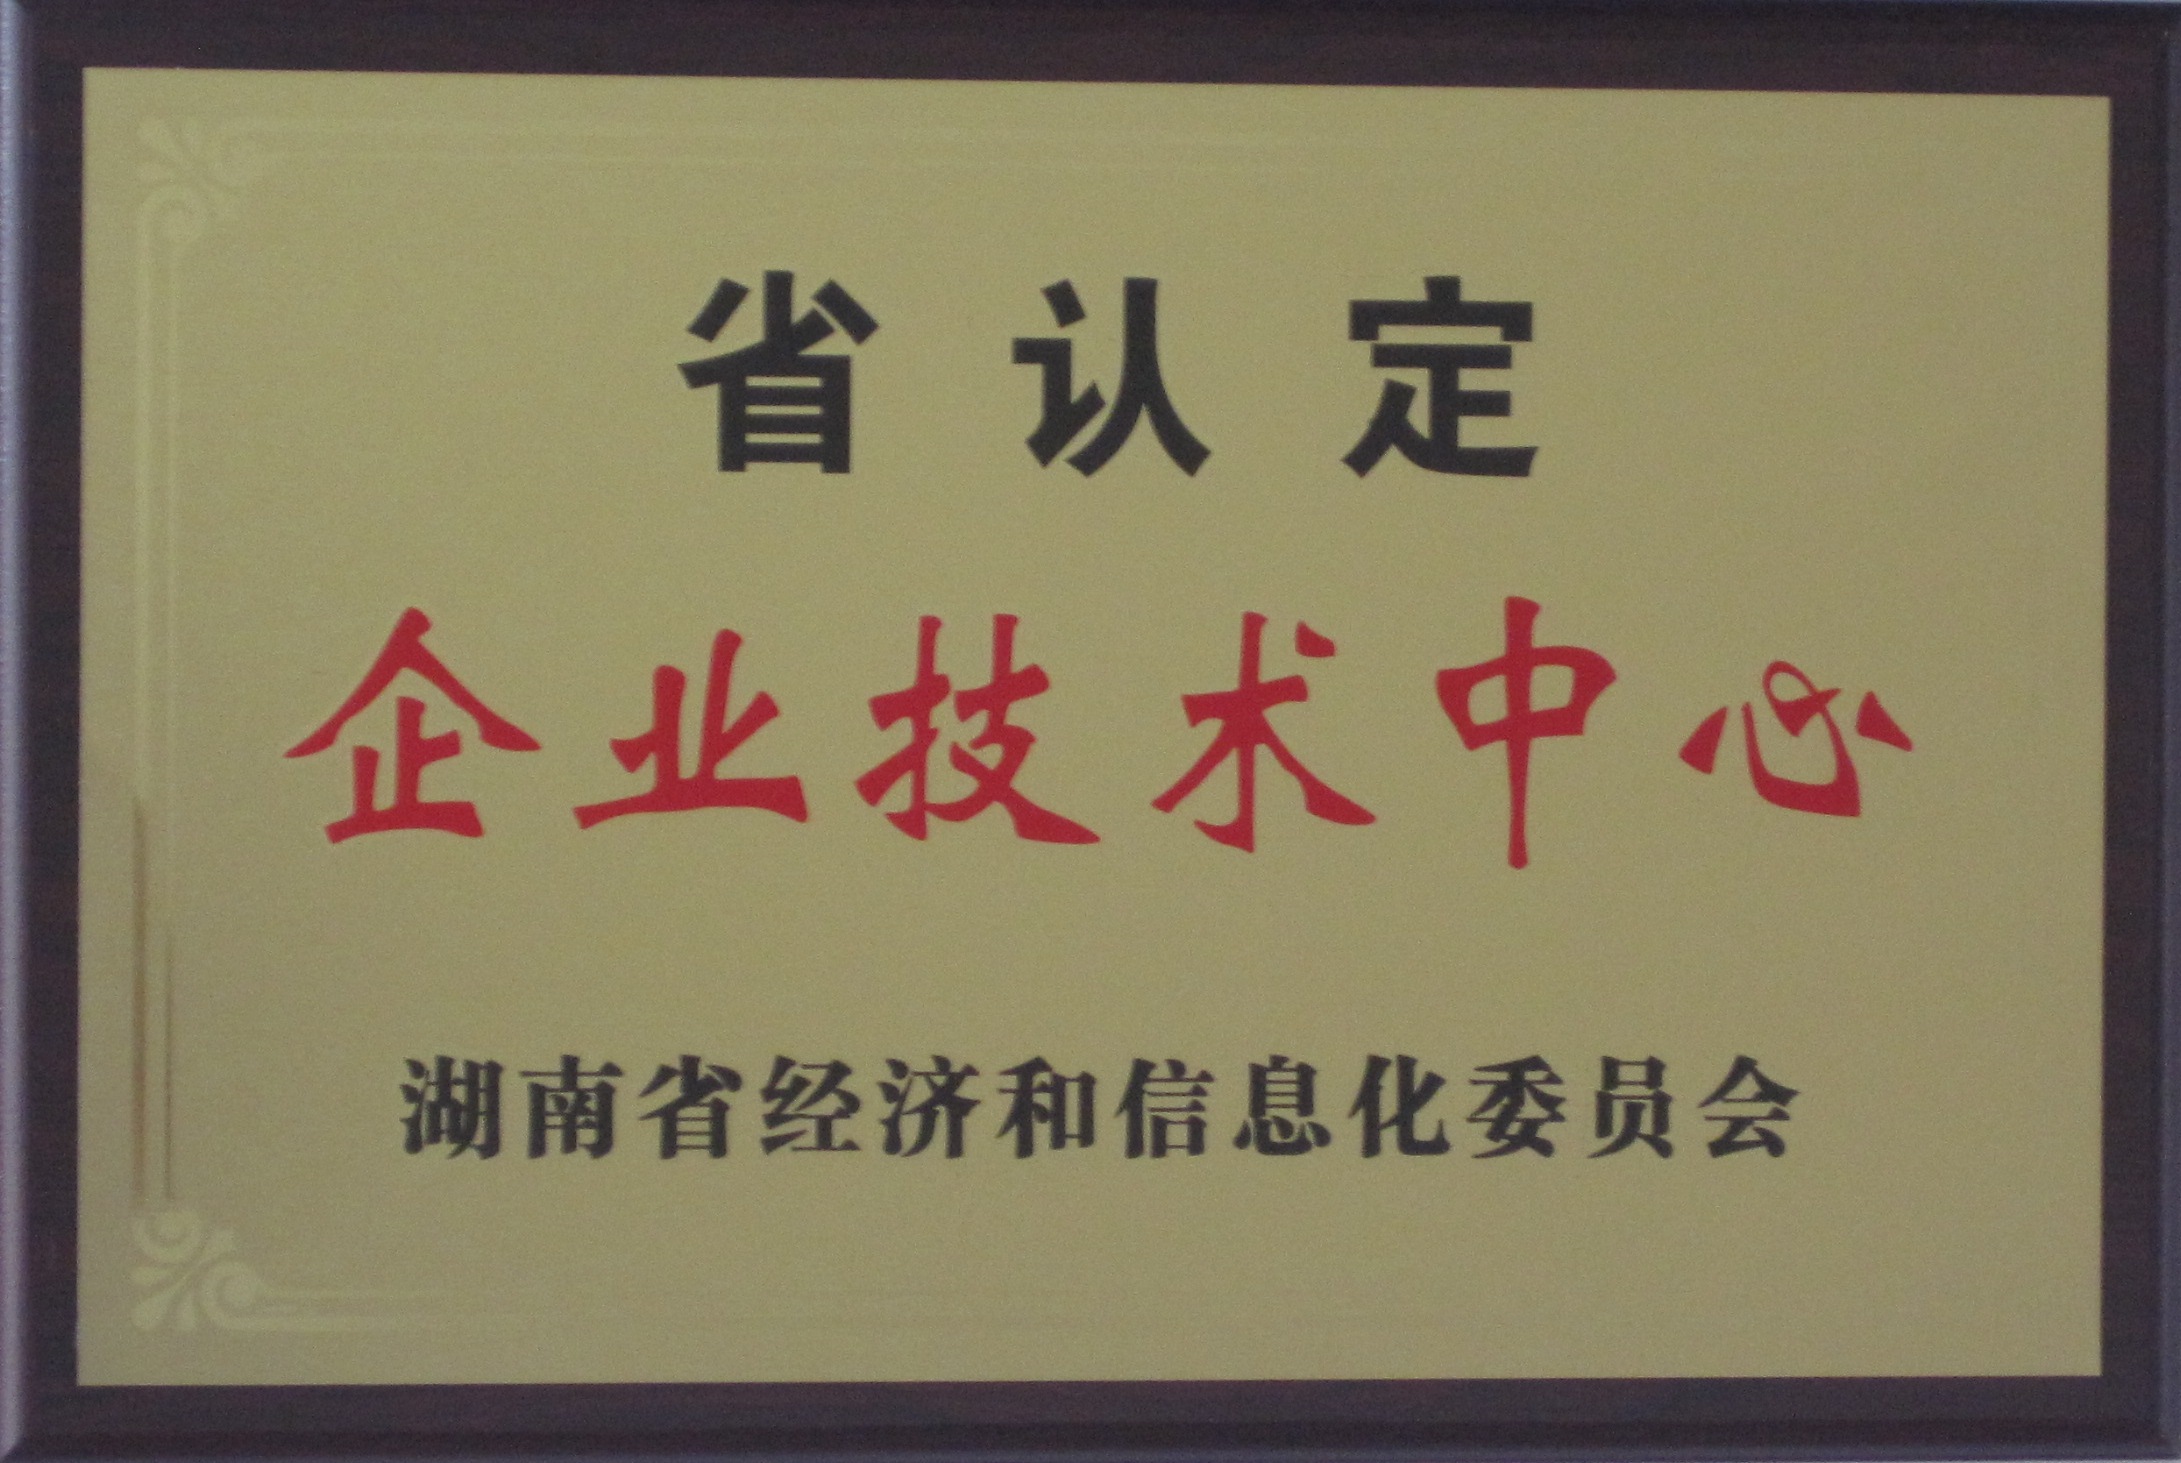 省认定
企业技术中心
湖南省经济和信息化委员会